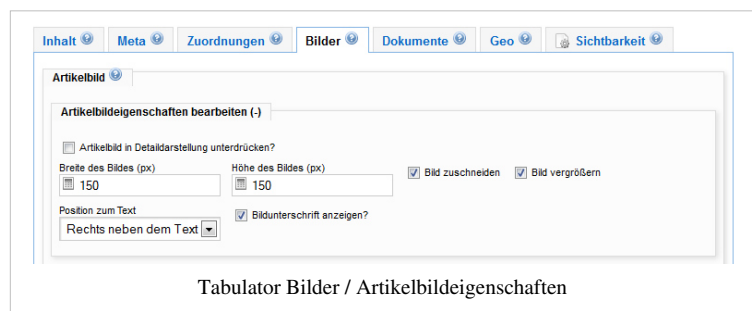 Inhalt Meta Zuordnungen Bilder Dokumente Geo Sichtbarkeit
Artikelbild
Artikelbildeigenschaften bearbeiten (-)
Artikelbild in Detaildarstellung unterdrücken?
Breite des Bildes (px) Höhe des Bildes (px)
150 150 Bild zuschneiden Bild vergrößern
Position zum Text
Rechts neben dem Text Bildunterschrift anzeigen?
Tabulator Bilder / Artikelbildeigenschaften